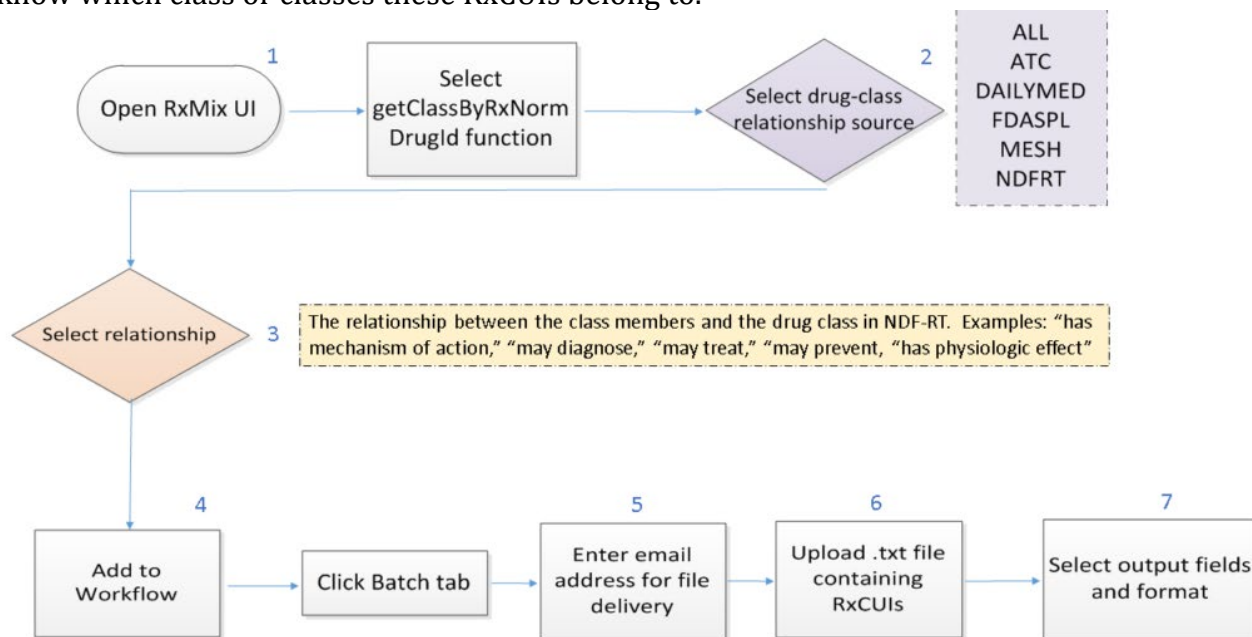 know which class or classes these RxCUIs belong to.
1
Open RxMix UI
Select
getClassByRxNorm
DrugId function
2
Select drug-class
relationship source
ALL
ATC
DAILYMED
FDASPL
MESH
NDFRT
Select relationship
3
The relationship between the class members and the drug class in NDF-RT. Examples: “has
mechanism of action,” “may diagnose,” “may treat,” “may prevent, “has physiologic effect”
4
Add to
Workflow
Click Batch tab
5
Enter email
address for file
delivery
6
Upload .txt file
containing
RxCUIs
7
Select output fields
and format